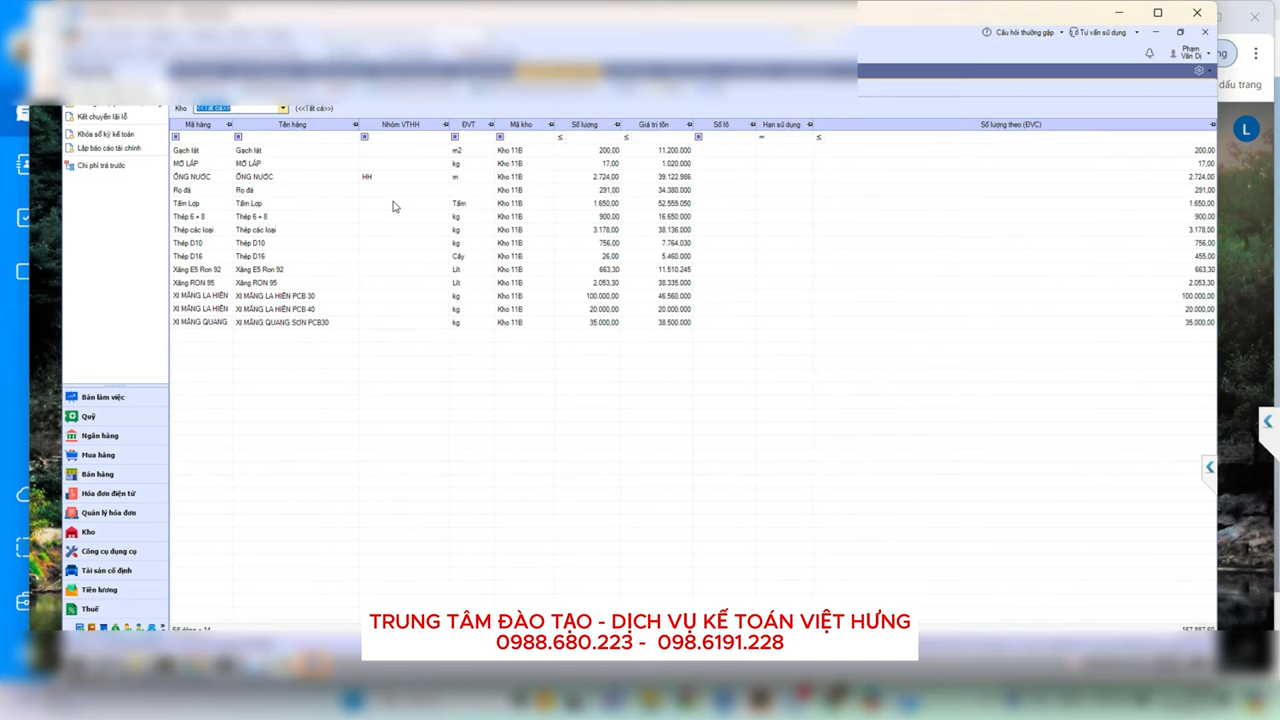 Câu hỏi thường gặp Tư vấn sử dụng
Phạm Văn Dị
ng
dấu trang
L
Kho <<Tất cả>> (<<Tất cả>>)
Kết chuyển lãi lỗ
Khóa sổ kỳ kế toán
Lập báo cáo tài chính
Chi phí trả trước
Mã hàng Tên hàng Nhóm VTHH ĐVT Mã kho Số lượng Giá trị tồn Số lô Hạn sử dụng Số lượng theo (ĐVC)
≤ ≤ = ≤
Gạch lát Gạch lát m2 Kho 11B 200,00 11.200.000 200,00
MỠ LÁP MỠ LÁP kg Kho 11B 17,00 1.020.000 17,00
ỐNG NƯỚC ỐNG NƯỚC HH m Kho 11B 2.724,00 39.122.986 2.724,00
Rọ đá Rọ đá Kho 11B 291,00 34.380.000 291,00
Tấm Lợp Tấm Lợp Tấm Kho 11B 1.650,00 52.559.050 1.650,00
Thép 6 + 8 Thép 6 + 8 kg Kho 11B 900,00 16.650.000 900,00
Thép các loại Thép các loại kg Kho 11B 3.178,00 38.136.000 3.178,00
Thép D10 Thép D10 kg Kho 11B 756,00 7.764.030 756,00
Thép D16 Thép D16 Cây Kho 11B 26,00 5.460.000 455,00
Xăng E5 Ron 92 Xăng E5 Ron 92 Lít Kho 11B 663,30 11.510.245 663,30
Xăng RON 95 Xăng RON 95 Lít Kho 11B 2.053,30 38.335.000 2.053,30
XI MĂNG LA HIÊN XI MĂNG LA HIÊN PCB 30 kg Kho 11B 100.000,00 46.560.000 100.000,00
XI MĂNG LA HIÊN XI MĂNG LA HIÊN PCB 40 kg Kho 11B 20.000,00 20.000.000 20.000,00
XI MĂNG QUANG XI MĂNG QUANG SƠN PCB30 kg Kho 11B 35.000,00 38.500.000 35.000,00
Bàn làm việc
Quỹ
Ngân hàng
Mua hàng
Bán hàng
Hóa đơn điện tử
Quản lý hóa đơn
Kho
Công cụ dụng cụ
Tài sản cố định
Tiền lương
Thuế
Số dòng = 14
TRUNG TÂM ĐÀO TẠO - DỊCH VỤ KẾ TOÁN VIỆT HƯNG
0988.680.223 - 098.6191.228